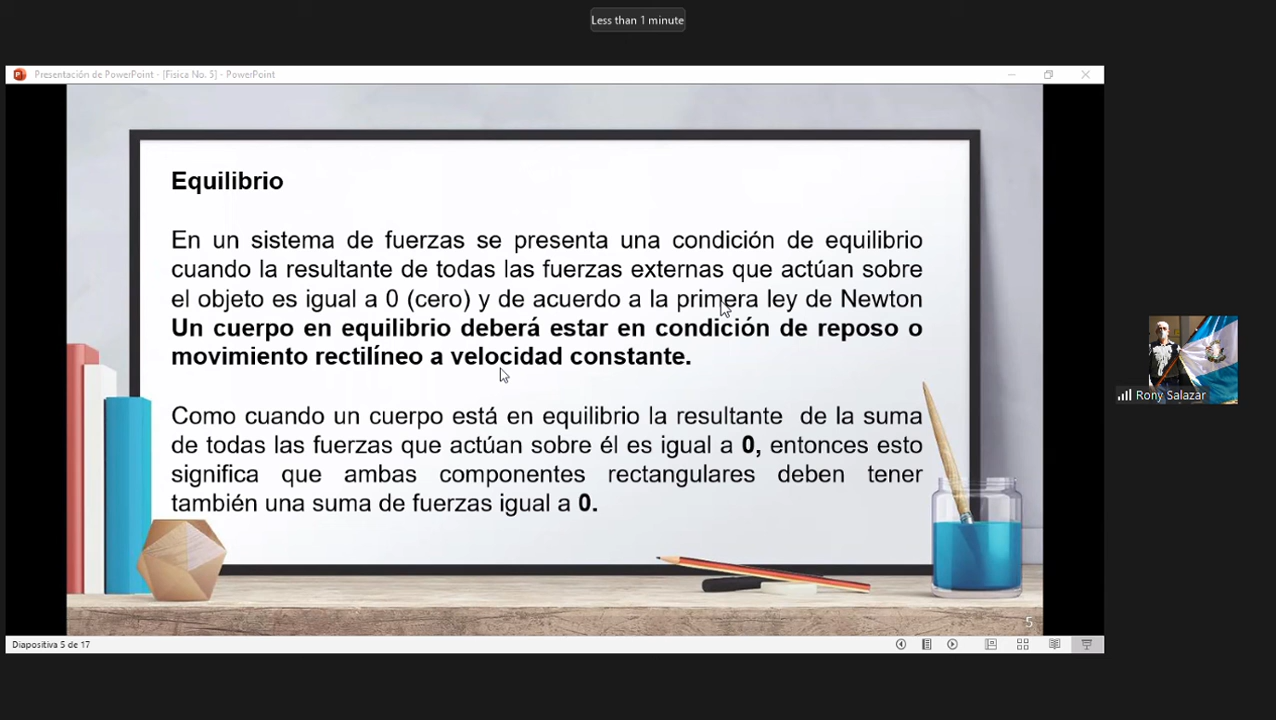 Less than 1 minute
Presentación de PowerPoint - [Fisica No. 5] - PowerPoint
Equilibrio
En un sistema de fuerzas se presenta una condición de equilibrio
cuando la resultante de todas las fuerzas externas que actúan sobre
el objeto es igual a 0 (cero) y de acuerdo a la primera ley de Newton
Un cuerpo en equilibrio deberá estar en condición de reposo o
movimiento rectilíneo a velocidad constante.
Como cuando un cuerpo está en equilibrio la resultante de la suma
de todas las fuerzas que actúan sobre él es igual a 0, entonces esto
significa que ambas componentes rectangulares deben tener
también una suma de fuerzas igual a 0.
Rony Salazar
5
Diapositiva 5 de 17